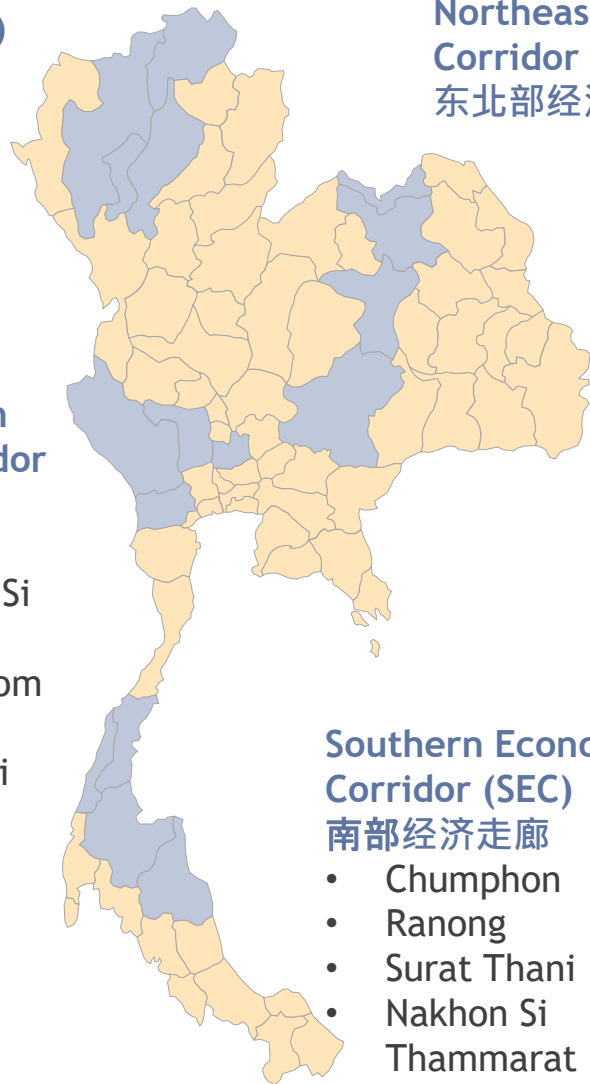 )
Northeas
Corridor
东北部经
n
dor
Si
om
i
Southern Econo
Corridor (SEC)
南部经济走廊
• Chumphon
• Ranong
• Surat Thani
• Nakhon Si
Thammarat